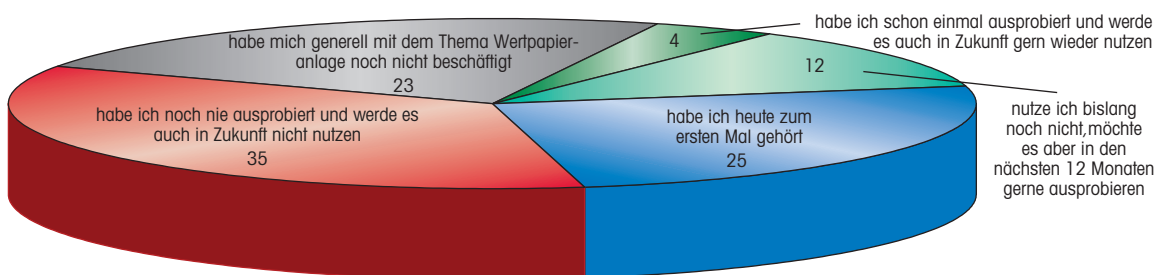 habe mich generell mit dem Thema Wertpapier-
anlage noch nicht beschäftigt
23
4
habe ich schon einmal ausprobiert und werde
es auch in Zukunft gern wieder nutzen
12
nutze ich bislang
noch nicht,möchte
es aber in den
nächsten 12 Monaten
gerne ausprobieren
habe ich noch nie ausprobiert und werde es
auch in Zukunft nicht nutzen
35
habe ich heute zum
ersten Mal gehört
25